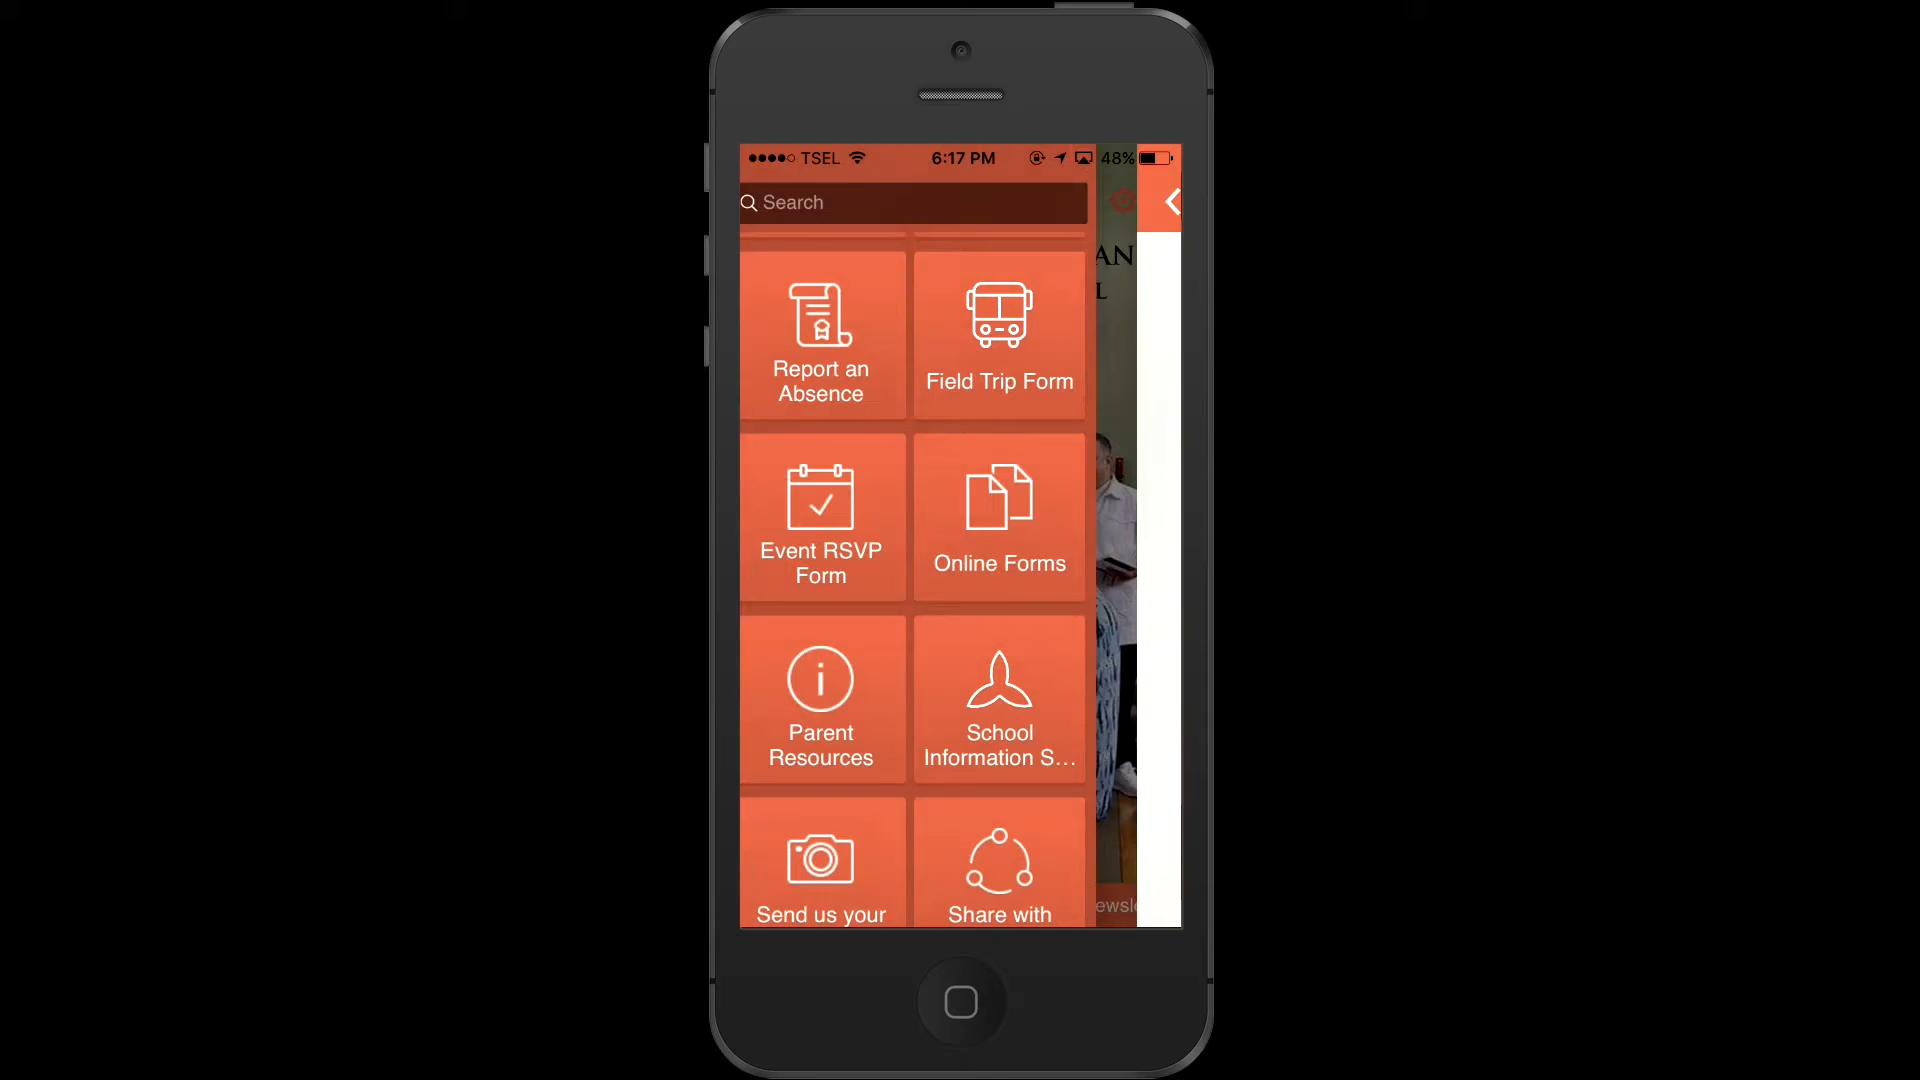 TSEL 6:17 PM 48%
Search
AN
L
Report an
Absence
Field Trip Form
Event RSVP
Form
Online Forms
Parent
Resources
School
Information S...
Send us your
Share with
ewsle